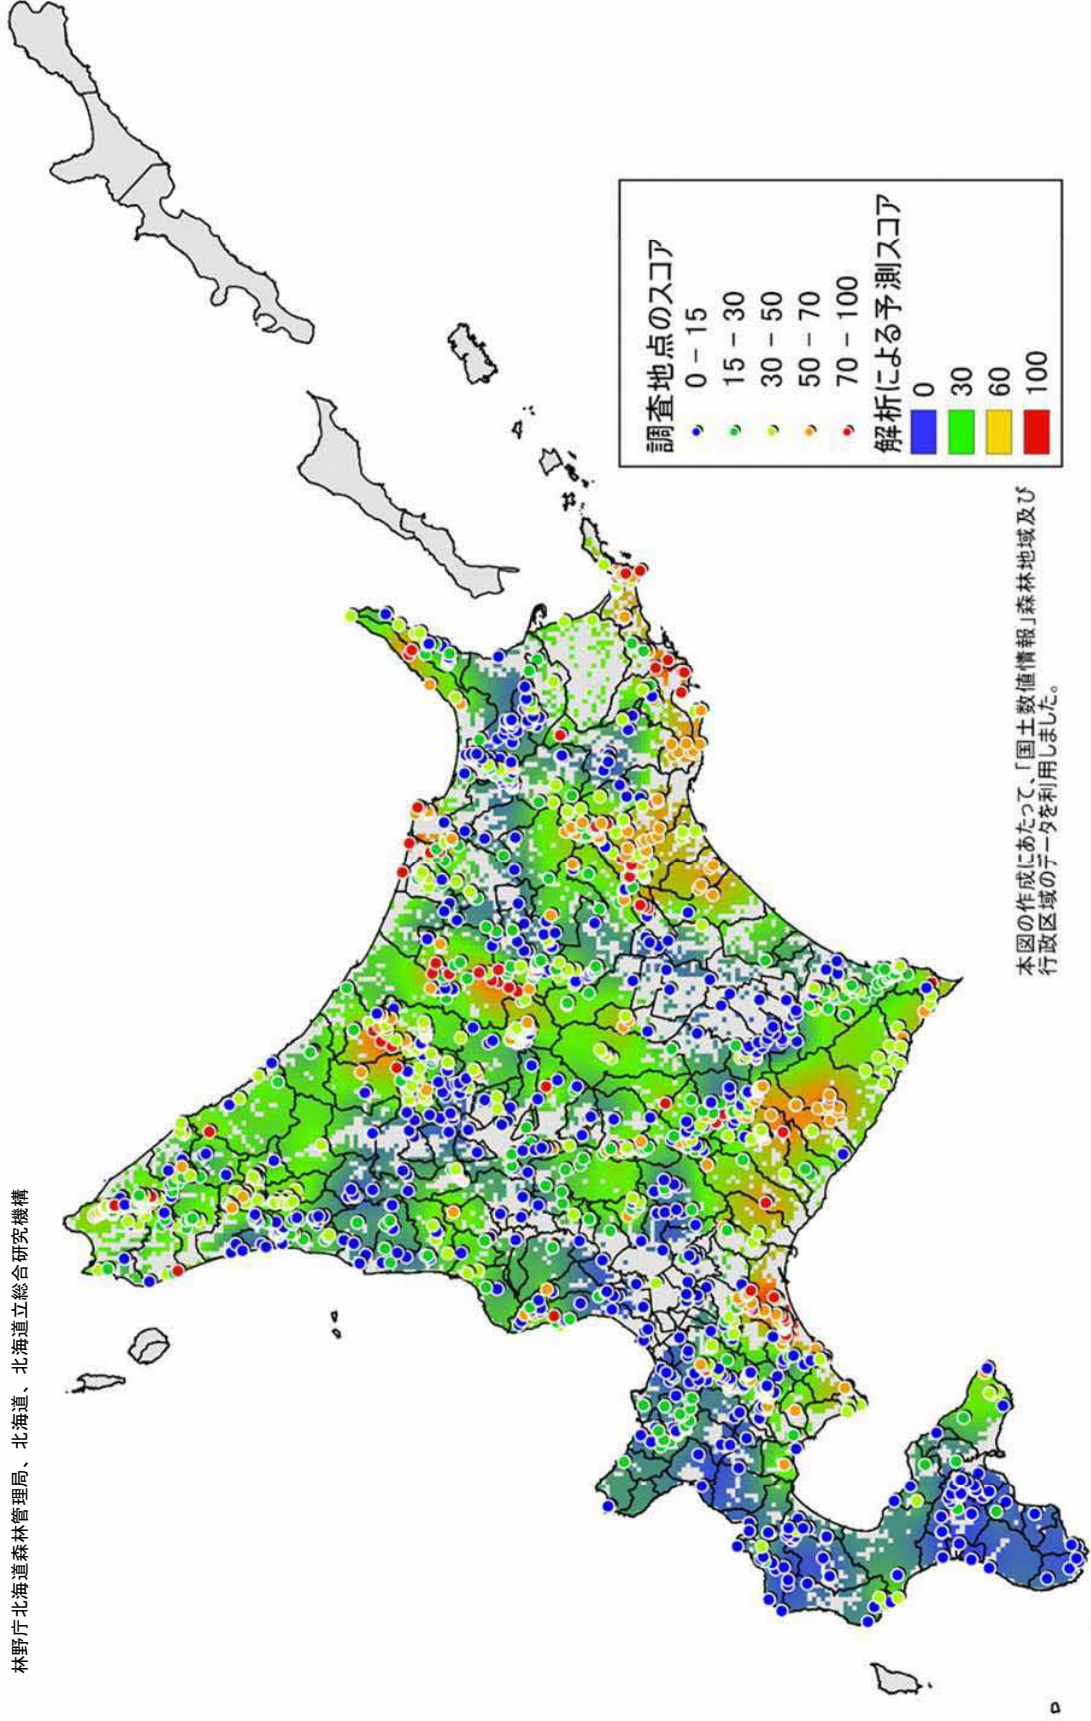 林野庁北海道森林管理局、北海道、北海道立総合研究機構
調査地点のスコア
0 − 15
15 − 30
30 − 50
50 − 70
70 − 100
解析による予測スコア
0
30
60
100
本図の作成にあたって、「国土数値情報」森林地域及び
行政区域のデータを利用しました。